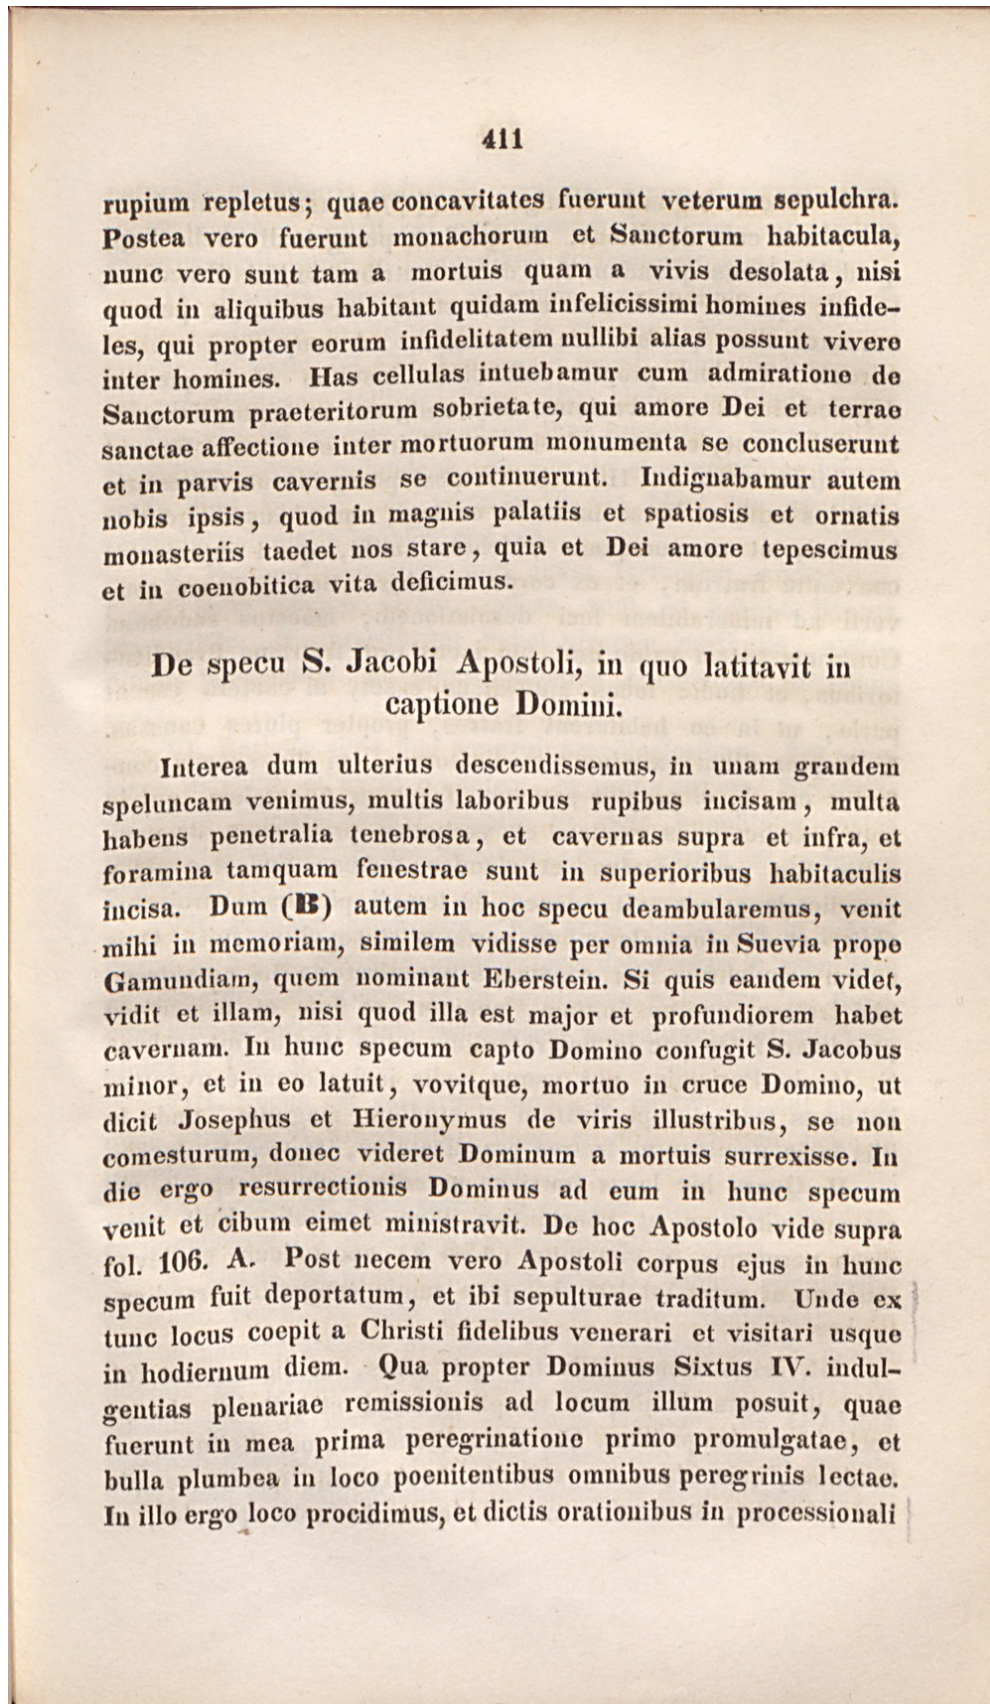 411
rupium repletus; quae concavitates fuerunt veterum sepulchra.
Postea vero fuerunt monachorum et Sanctorum habitacula,
nunc vero sunt tam a mortuis quam a vivis desolata, nisi
quod in aliquibus habitant quidam infelicissimi homines infide-
les, qui propter eorum infidelitatem nullibi alias possunt vivere
inter homines. Has cellulas intuebamur cum admiratione de
Sanctorum praeteritorum sobrietate, qui amore Dei et terrae
sanctae affectione inter mortuorum monumenta se concluserunt
et in parvis cavernis se continuerunt. Indignabamur autem
nobis ipsis, quod in magnis palatiis et spatiosis et ornatis
monasteriis taedet nos stare, quia et Dei amore tepescimus
et in coenobitica vita deficimus.
De specu S. Jacobi Apostoli, in quo latitavit in
captione Domini.
Interea dum ulterius descendissemus, in unam grandem
speluncam venimus, multis laboribus rupibus incisam, multa
habens penetralia tenebrosa, et cavernas supra et infra, et
foramina tamquam fenestrae sunt in superioribus habitaculis
incisa. Dum (B) autem in hoc specu deambularemus, venit
mihi in memoriam, similem vidisse per omnia in Suevia prope
Gamundiam, quem nominant Eberstein. Si quis eandem videt,
vidit et illam, nisi quod illa est major et profundiorem habet
cavernam. In hunc specum capto Domino confugit S. Jacobus
minor, et in eo latuit, vovitque, mortuo in cruce Domino, ut
dicit Josephus et Hieronymus de viris illustribus, se non
comesturum, donec videret Dominum a mortuis surrexisse. In
die ergo resurrectionis Dominus ad eum in hunc specum
venit et cibum eimet ministravit. De hoc Apostolo vide supra
fol. 106. A. Post necem vero Apostoli corpus ejus in hunc
specum fuit deportatum, et ibi sepulturae traditum. Unde ex
tunc locus coepit a Christi fidelibus venerari et visitari usque
in hodiernum diem. Qua propter Dominus Sixtus IV. indul-
gentias plenariae remissionis ad locum illum posuit, quae
fuerunt in mea prima peregrinatione primo promulgatae, et
bulla plumbea in loco poenitentibus omnibus peregrinis lectae.
In illo ergo loco procidimus, et dictis orationibus in processionali